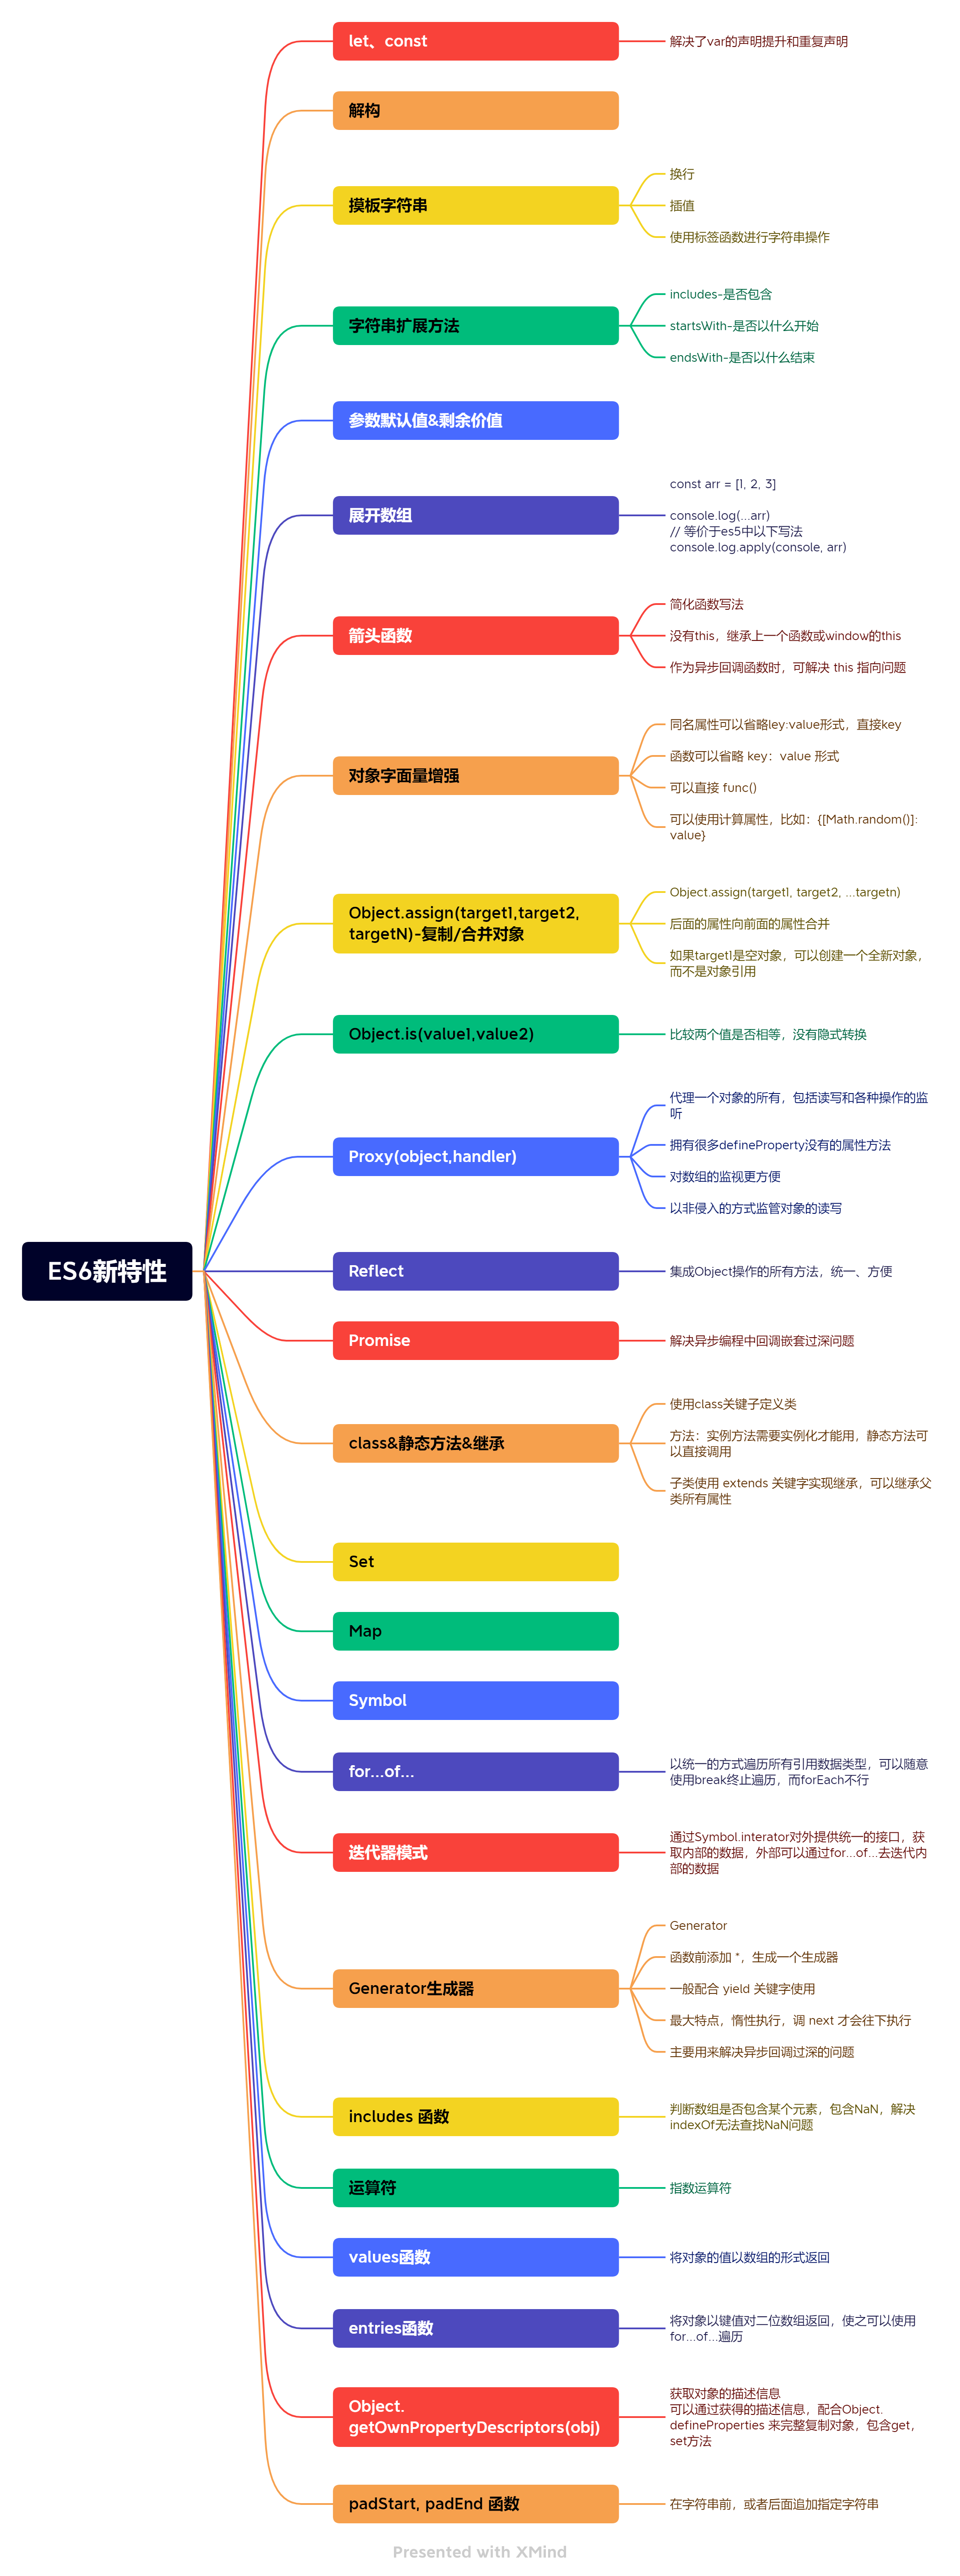 ES6新特性
let、const
解决了var的声明提升和重复声明
解构
摸板字符串
换行
插值
使用标签函数进行字符串操作
字符串扩展方法
includes-是否包含
startsWith-是否以什么开始
endsWith-是否以什么结束
参数默认值&剩余价值
展开数组
const arr = [1, 2, 3]
console.log(...arr)
// 等价于es5中以下写法
console.log.apply(console, arr)
箭头函数
简化函数写法
没有this，继承上一个函数或window的this
作为异步回调函数时，可解决 this 指向问题
对象字面量增强
同名属性可以省略ley:value形式，直接key
函数可以省略 key：value 形式
可以直接 func()
可以使用计算属性，比如：{[Math.random()]:
value}
Object.assign(target1,target2,
targetN)-复制/合并对象
Object.assign(target1, target2, ...targetn)
后面的属性向前面的属性合并
如果target1是空对象，可以创建一个全新对象，
而不是对象引用
Object.is(value1,value2)
比较两个值是否相等，没有隐式转换
Proxy(object,handler)
代理一个对象的所有，包括读写和各种操作的监
听
拥有很多defineProperty没有的属性方法
对数组的监视更方便
以非侵入的方式监管对象的读写
Reflect
集成Object操作的所有方法，统一、方便
Promise
解决异步编程中回调嵌套过深问题
class&静态方法&继承
使用class关键子定义类
方法：实例方法需要实例化才能用，静态方法可
以直接调用
子类使用 extends 关键字实现继承，可以继承父
类所有属性
Set
Map
Symbol
for...of...
以统一的方式遍历所有引用数据类型，可以随意
使用break终止遍历，而forEach不行
迭代器模式
通过Symbol.interator对外提供统一的接口，获
取内部的数据，外部可以通过for...of...去迭代内
部的数据
Generator生成器
Generator
函数前添加 *，生成一个生成器
一般配合 yield 关键字使用
最大特点，惰性执行，调 next 才会往下执行
主要用来解决异步回调过深的问题
includes 函数
判断数组是否包含某个元素，包含NaN，解决
indexOf无法查找NaN问题
运算符
指数运算符
values函数
将对象的值以数组的形式返回
entries函数
将对象以键值对二位数组返回，使之可以使用
for...of...遍历
Object.
getOwnPropertyDescriptors(obj)
获取对象的描述信息
可以通过获得的描述信息，配合Object.
defineProperties 来完整复制对象，包含get，
set方法
padStart, padEnd 函数
在字符串前，或者后面追加指定字符串
Presented with XMind